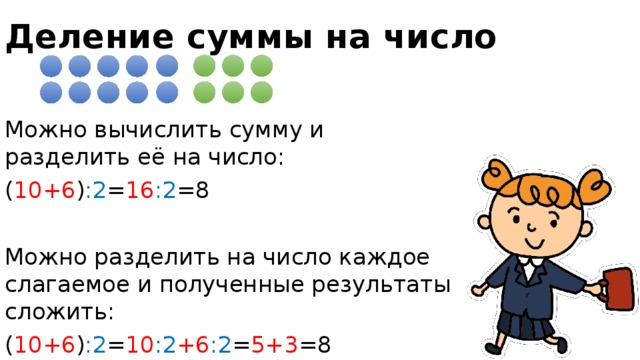 Деление суммы на число
Можно вычислить сумму и
разделить её на число:
(10+6):2=16:2=8
Можно разделить на число каждое
слагаемое и полученные результаты
сложить:
(10+6):2=10:2+6:2=5+3=8